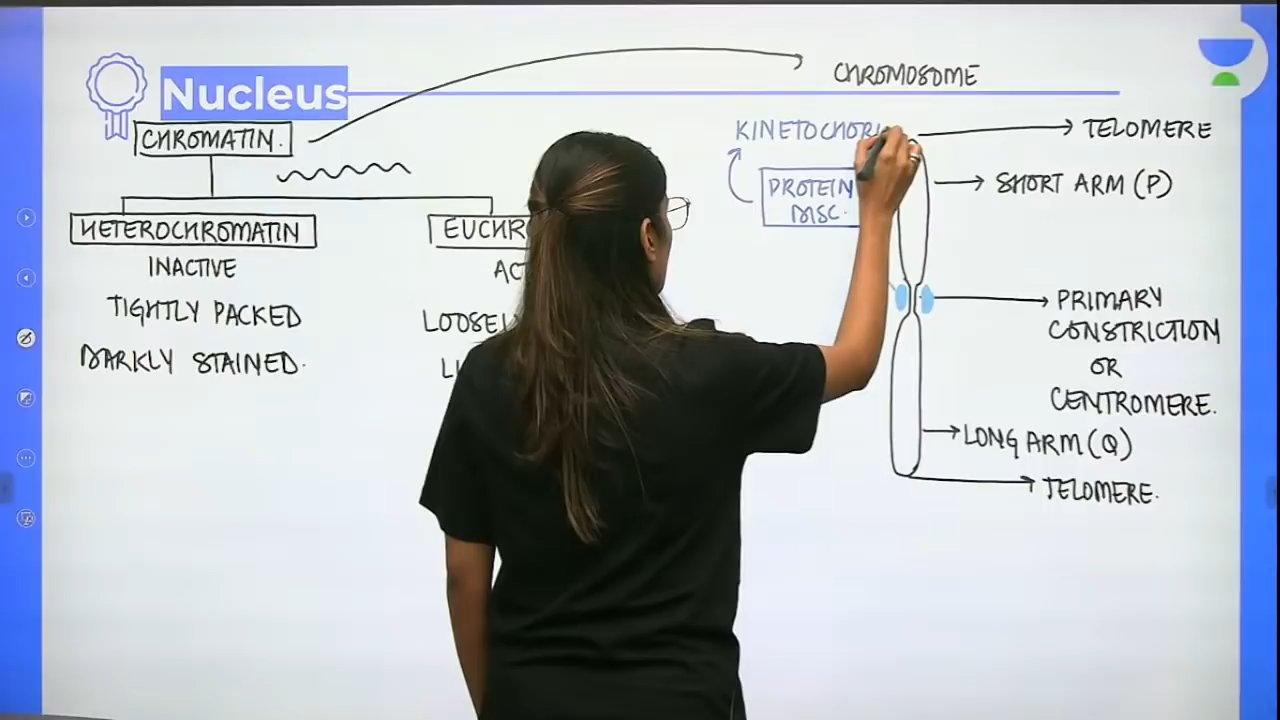 Nucleus
CHROMOSOME
CHROMATIN.
TELOMERE
SHORT ARM (P)
PROTEIN
DISC.
HETEROCHROMATIN
INACTIVE
TIGHTLY PACKED
DARKLY STAINED.
PRIMARY
CONSTRICTION
OR
CENTROMERE.
LONG ARM (Q)
TELOMERE.